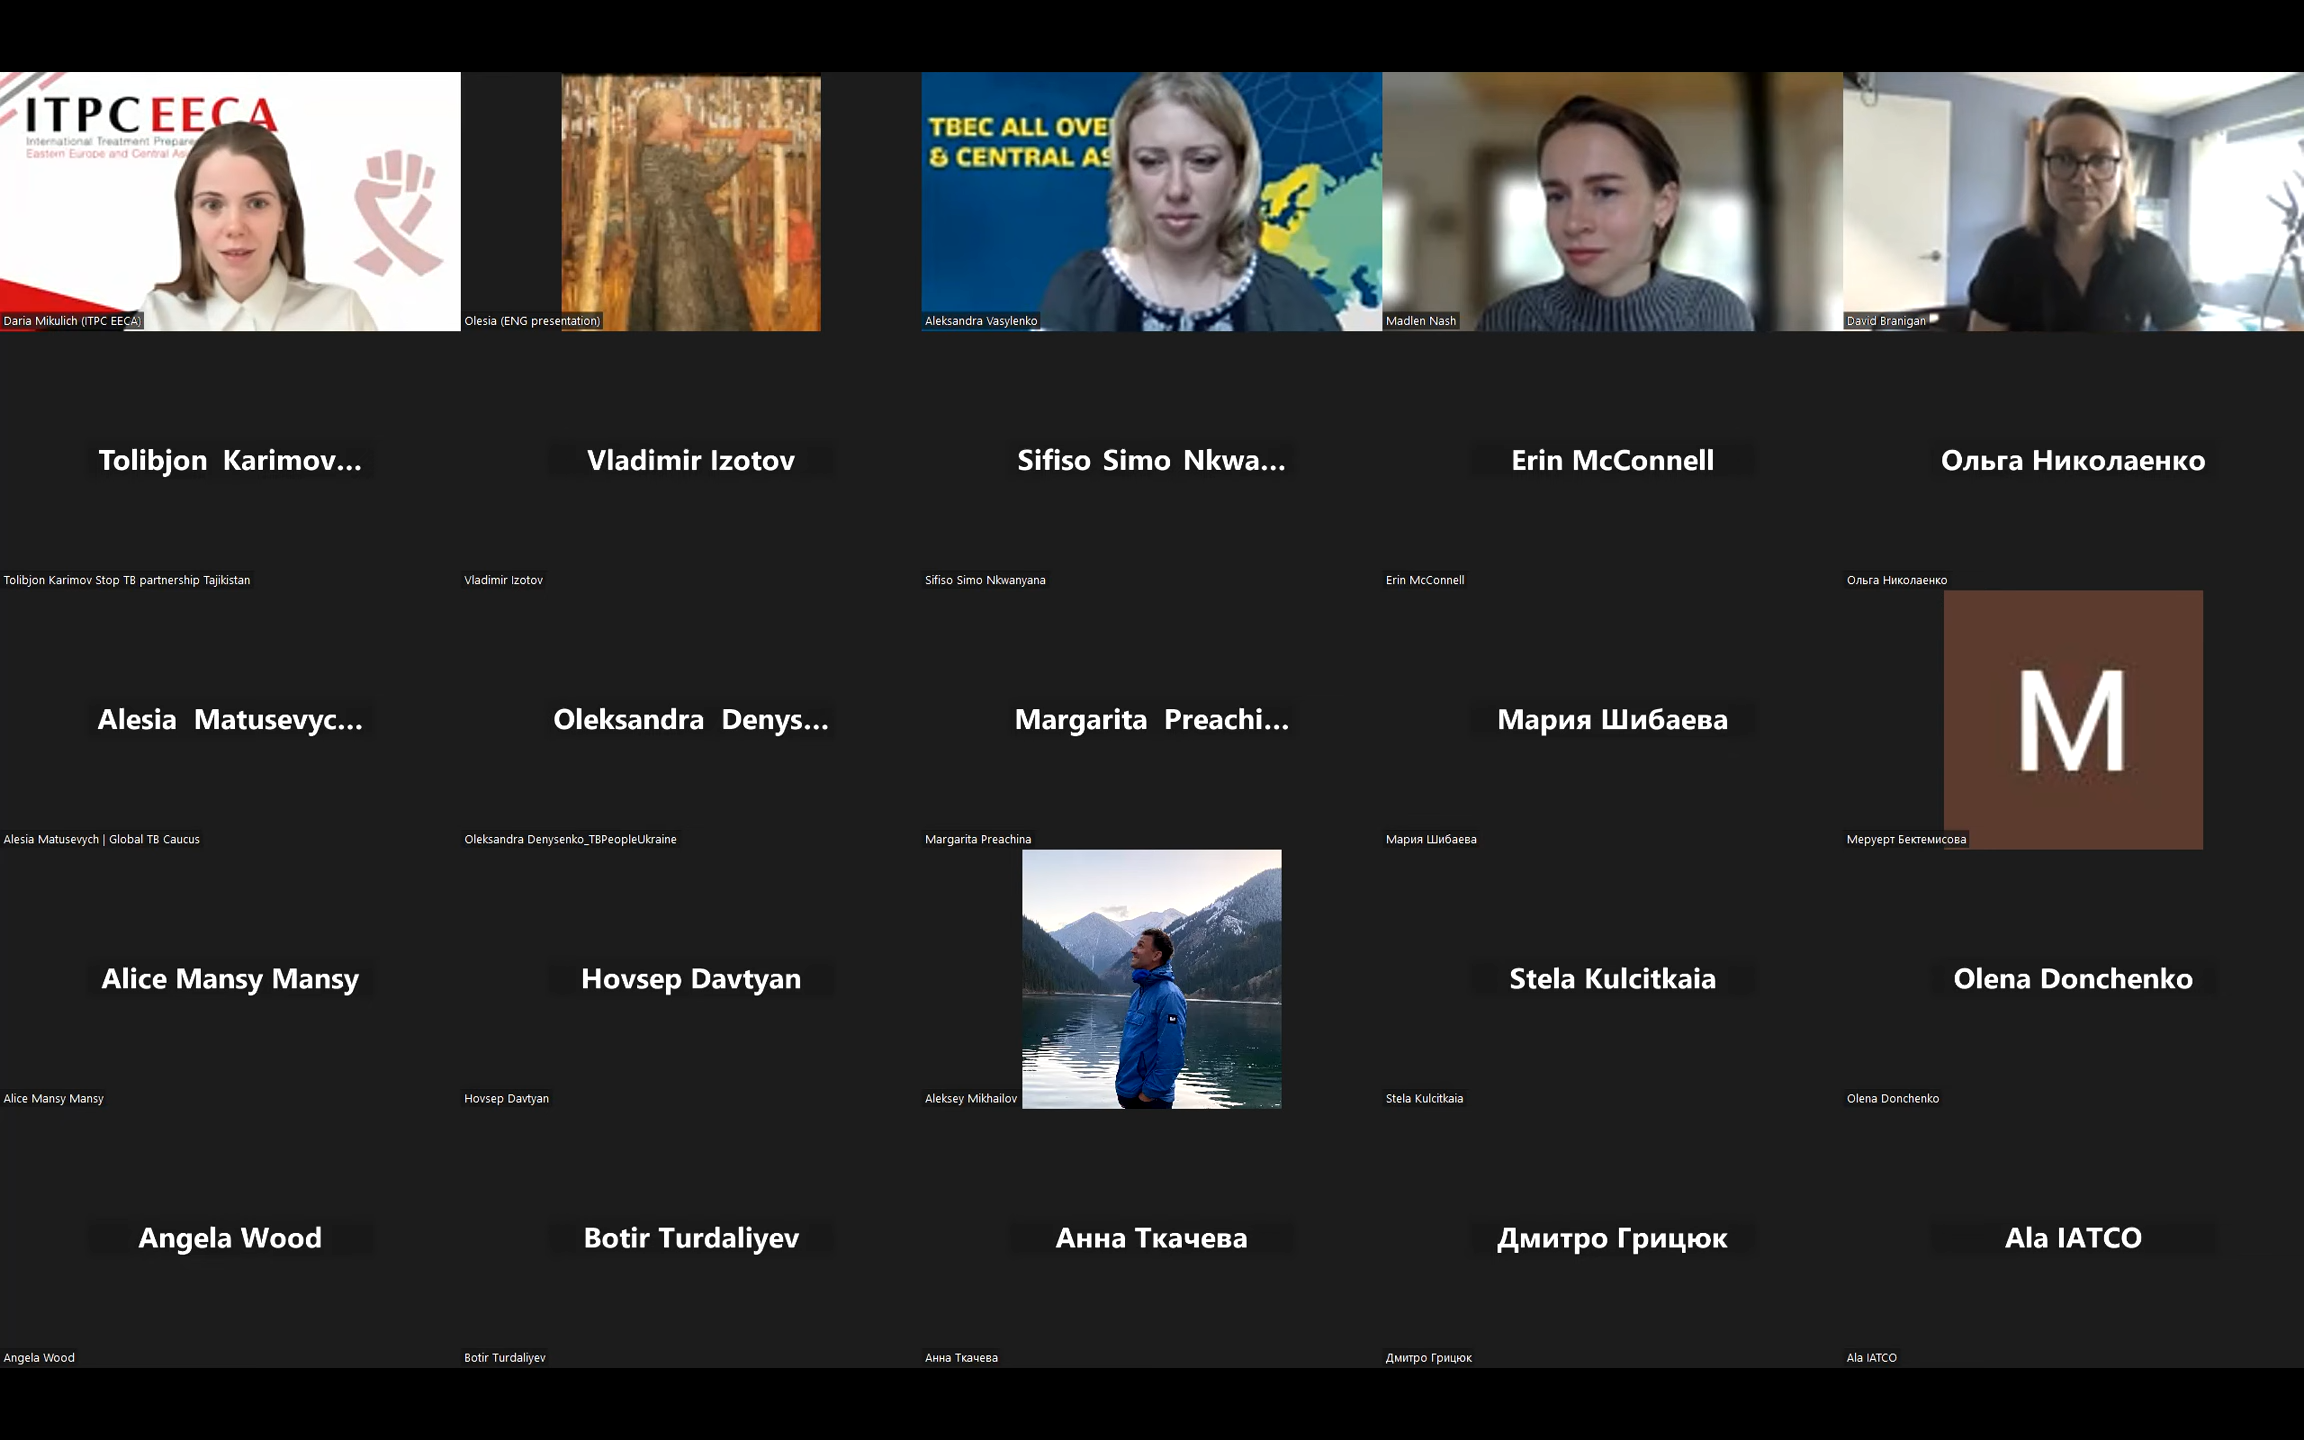 ITPC EECA
International Treatment Prepare
Eastern Europe and Central As
TBEC ALL OVE
& CENTRAL AS
Daria Mikulich (ITPC EECA)
Olesia (ENG presentation)
Aleksandra Vasylenko
Madlen Nash
David Branigan
Tolibjon Karimov...
Vladimir Izotov
Sifiso Simo Nkwa...
Erin McConnell
Ольга Николаенко
Tolibjon Karimov Stop TB partnership Tajikistan
Vladimir Izotov
Sifiso Simo Nkwanyana
Erin McConnell
Ольга Николаенко
Alesia Matusevyc...
Oleksandra Denys...
Margarita Preachi...
Мария Шибаева
M
Alesia Matusevych | Global TB Caucus
Oleksandra Denysenko_TBPeopleUkraine
Margarita Preachina
Мария Шибаева
Меруерт Бектемисова
Alice Mansy Mansy
Hovsep Davtyan
Stela Kulcitkaia
Olena Donchenko
Alice Mansy Mansy
Hovsep Davtyan
Aleksey Mikhailov
Stela Kulcitkaia
Olena Donchenko
Angela Wood
Botir Turdaliyev
Анна Ткачева
Дмитро Грицюк
Ala IATCO
Angela Wood
Botir Turdaliyev
Анна Ткачева
Дмитро Грицюк
Ala IATCO